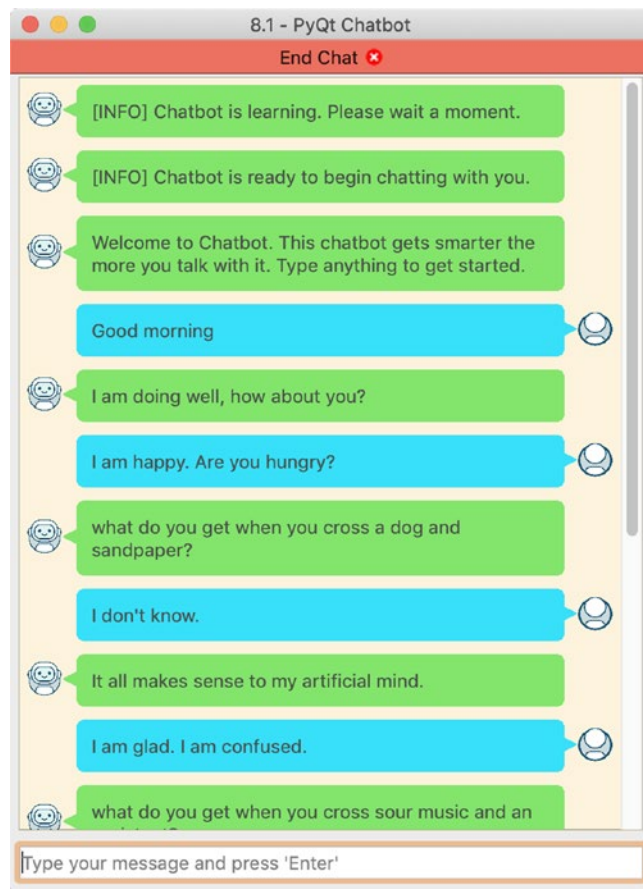 8.1 - PyQt Chatbot
End Chat
[INFO] Chatbot is learning. Please wait a moment.
[INFO] Chatbot is ready to begin chatting with you.
Welcome to Chatbot. This chatbot gets smarter the
more you talk with it. Type anything to get started.
Good morning
I am doing well, how about you?
I am happy. Are you hungry?
what do you get when you cross a dog and
sandpaper?
I don't know.
It all makes sense to my artificial mind.
I am glad. I am confused.
what do you get when you cross sour music and an
Type your message and press 'Enter'